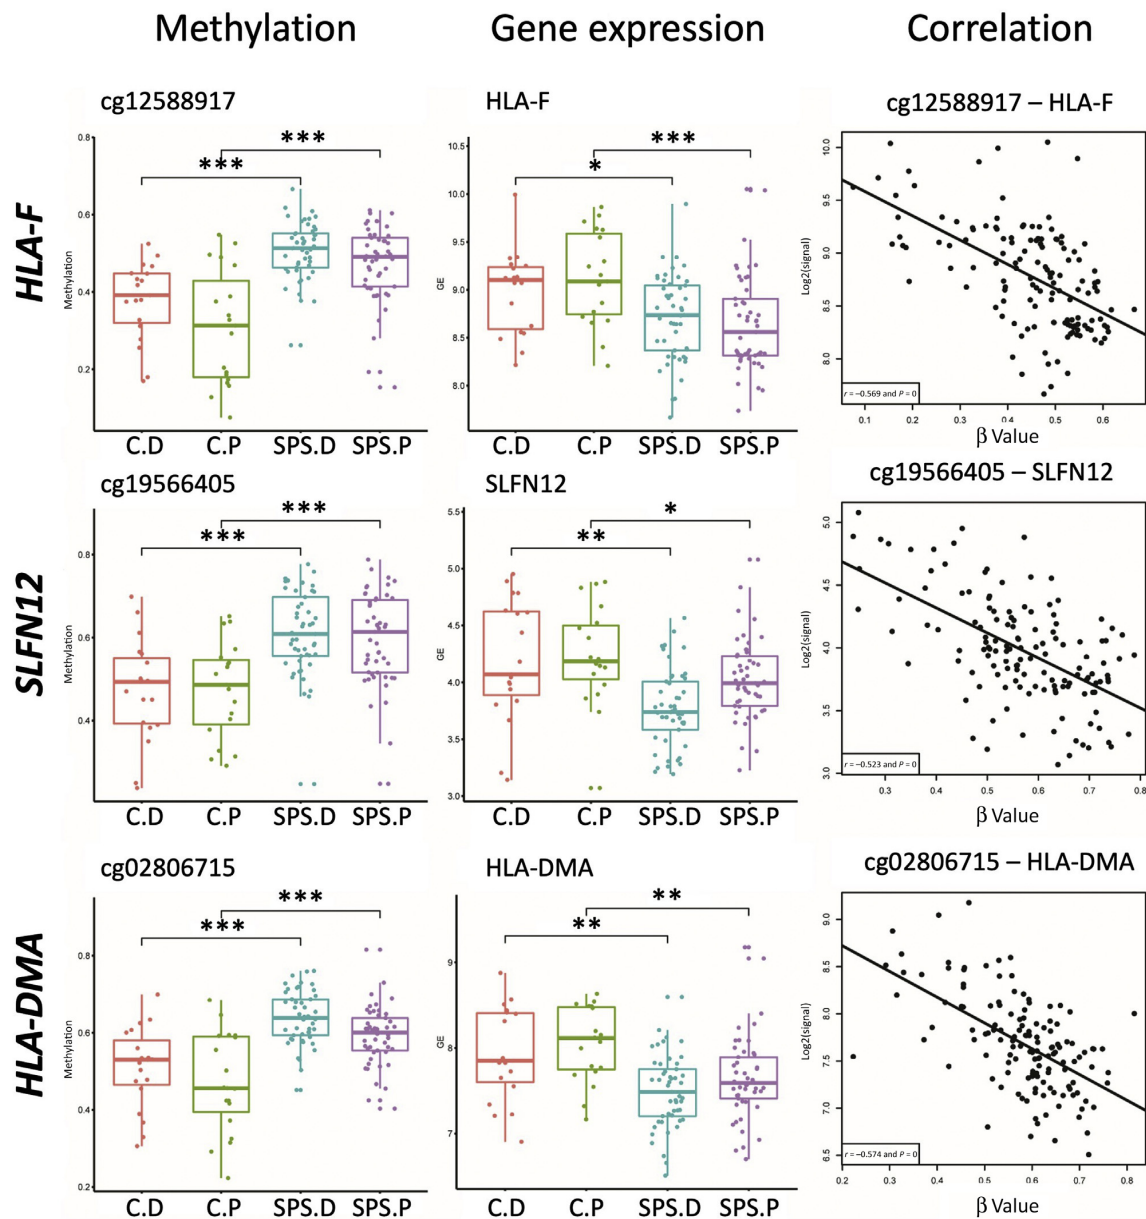 Methylation Gene expression Correlation
HLA-F
cg12588917
Methylation
0.8
0.6
0.4
0.2
***
***
C.D C.P SPS.D SPS.P
HLA-F
GE
10.5
10.0
9.5
9.0
8.5
8.0
*
***
C.D C.P SPS.D SPS.P
cg12588917 – HLA-F
Log2(signal)
10.0
9.5
9.0
8.5
8.0
r = −0.569 and P = 0
0.1 0.2 0.3 0.4 0.5 0.6
β Value
SLFN12
cg19566405
Methylation
0.8
0.6
0.4
***
***
C.D C.P SPS.D SPS.P
SLFN12
GE
5.5
5.0
4.5
4.0
3.5
3.0
*
**
C.D C.P SPS.D SPS.P
cg19566405 – SLFN12
Log2(signal)
5.0
4.5
4.0
3.5
3.0
r = −0.523 and P = 0
0.3 0.4 0.5 0.6 0.7 0.8
β Value
HLA-DMA
cg02806715
Methylation
0.8
0.6
0.4
0.2
***
***
C.D C.P SPS.D SPS.P
HLA-DMA
GE
9
8
7
**
**
C.D C.P SPS.D SPS.P
cg02806715 – HLA-DMA
Log2(signal)
9.0
8.5
8.0
7.5
7.0
6.5
r = −0.574 and P = 0
0.2 0.3 0.4 0.5 0.6 0.7 0.8
β Value